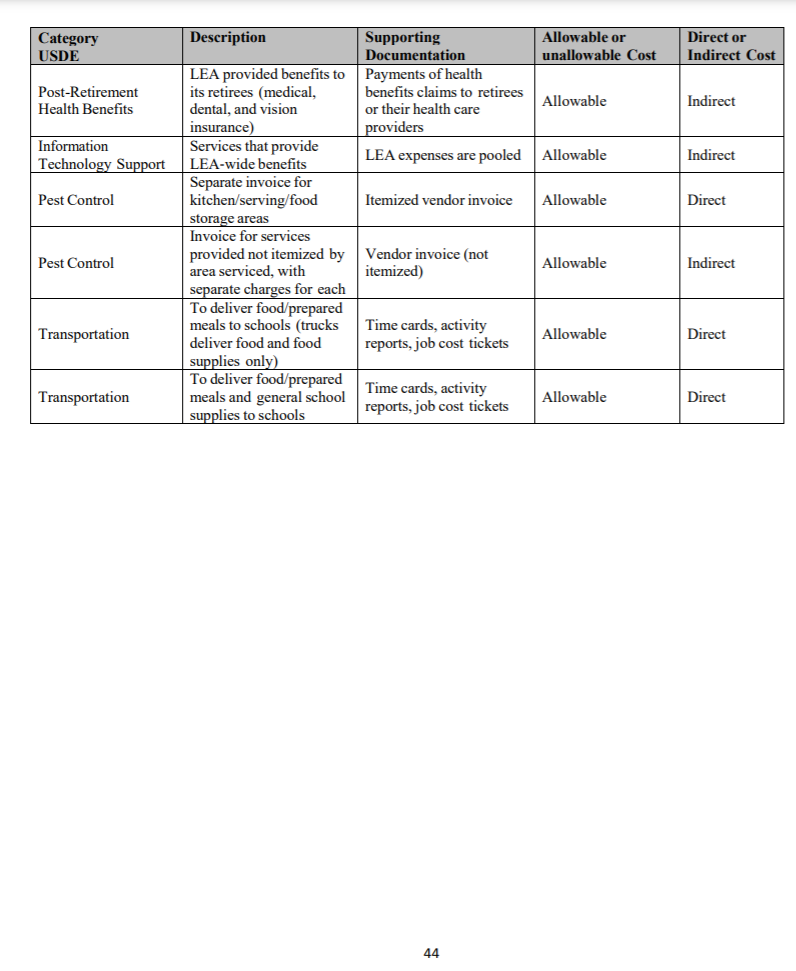 Category
USDE
Description
Supporting
Documentation
Allowable or
unallowable Cost
Direct or
Indirect Cost
Post-Retirement
Health Benefits
LEA provided benefits to
its retirees (medical,
dental, and vision
insurance)
Payments of health
benefits claims to retirees
or their health care
providers
Allowable
Indirect
Information
Technology Support
Services that provide
LEA-wide benefits
LEA expenses are pooled
Allowable
Indirect
Pest Control
Separate invoice for
kitchen/serving/food
storage areas
Itemized vendor invoice
Allowable
Direct
Pest Control
Invoice for services
provided not itemized by
area serviced, with
separate charges for each
Vendor invoice (not
itemized)
Allowable
Indirect
Transportation
To deliver food/prepared
meals to schools (trucks
deliver food and food
supplies only)
Time cards, activity
reports, job cost tickets
Allowable
Direct
Transportation
To deliver food/prepared
meals and general school
supplies to schools
Time cards, activity
reports, job cost tickets
Allowable
Direct
44